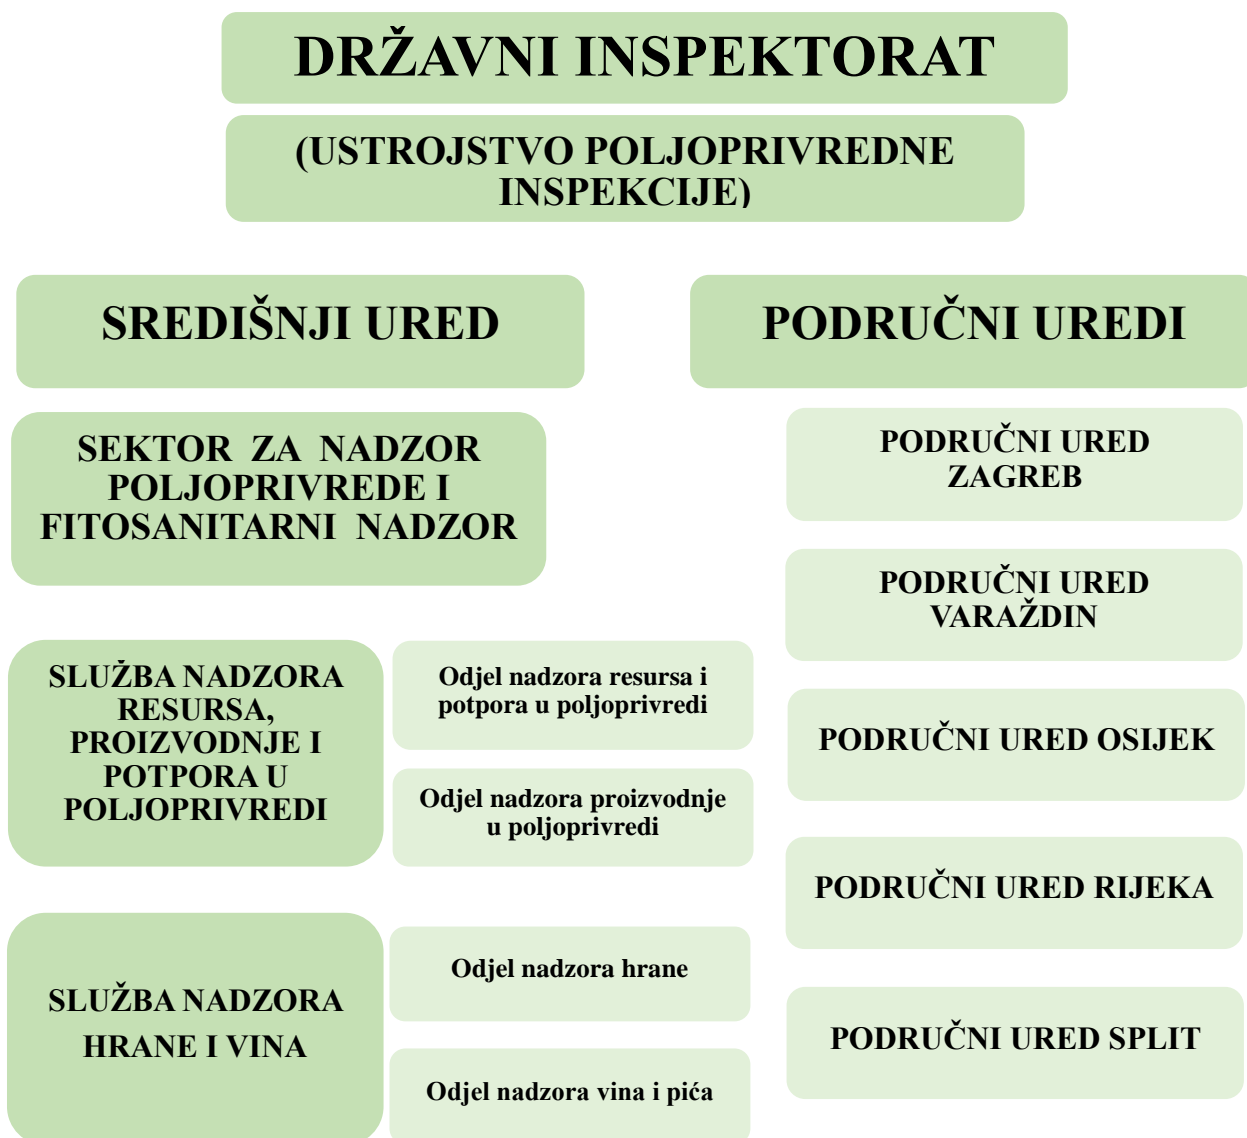 DRŽAVNI INSPEKTORAT
(USTROJSTVO POLJOPRIVREDNE
INSPEKCIJE)
SREDIŠNJI URED
SEKTOR ZA NADZOR
POLJOPRIVREDE I
FITOSANITARNI NADZOR
SLUŽBA NADZORA
RESURSA,
PROIZVODNJE I
POTPORA U
POLJOPRIVREDI
Odjel nadzora resursa i
potpora u poljoprivredi
Odjel nadzora proizvodnje
u poljoprivredi
SLUŽBA NADZORA
HRANE I VINA
Odjel nadzora hrane
Odjel nadzora vina i pića
PODRUČNI UREDI
PODRUČNI URED
ZAGREB
PODRUČNI URED
VARAŽDIN
PODRUČNI URED OSIJEK
PODRUČNI URED RIJEKA
PODRUČNI URED SPLIT